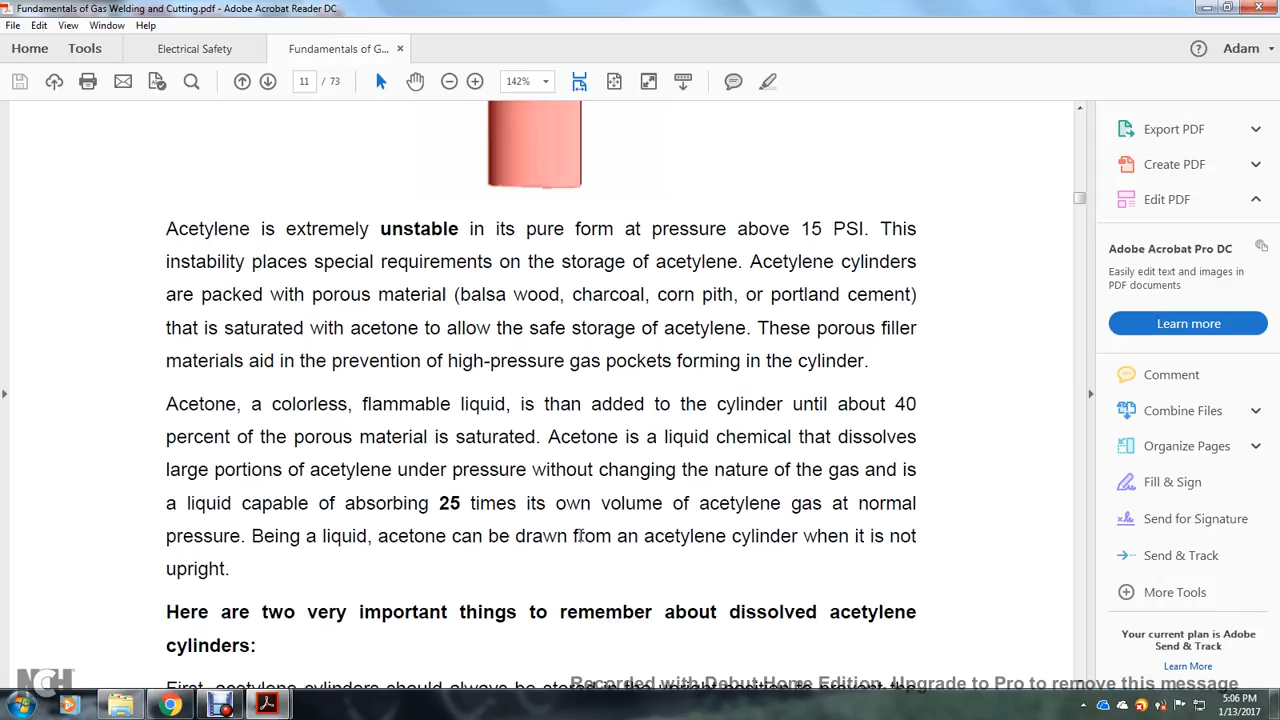 Fundamentals of Gas Welding and Cutting.pdf - Adobe Acrobat Reader DC
File Edit View Window Help
Home Tools Electrical Safety Fundamentals of G... × Adam
11 / 73 142%
Export PDF
Create PDF
Edit PDF
Adobe Acrobat Pro DC
Easily edit text and images in
PDF documents
Learn more
Comment
Combine Files
Organize Pages
Fill & Sign
Send for Signature
Send & Track
More Tools
Your current plan is Adobe
Send & Track
Learn More
Acetylene is extremely unstable in its pure form at pressure above 15 PSI. This
instability places special requirements on the storage of acetylene. Acetylene cylinders
are packed with porous material (balsa wood, charcoal, corn pith, or portland cement)
that is saturated with acetone to allow the safe storage of acetylene. These porous filler
materials aid in the prevention of high-pressure gas pockets forming in the cylinder.
Acetone, a colorless, flammable liquid, is than added to the cylinder until about 40
percent of the porous material is saturated. Acetone is a liquid chemical that dissolves
large portions of acetylene under pressure without changing the nature of the gas and is
a liquid capable of absorbing 25 times its own volume of acetylene gas at normal
pressure. Being a liquid, acetone can be drawn from an acetylene cylinder when it is not
upright.
Here are two very important things to remember about dissolved acetylene
cylinders:
First, acetylene cylinders should always be stored in the
NCH
Recorded with Debut Home Edition. Upgrade to Pro to remove this message
5:06 PM
1/13/2017